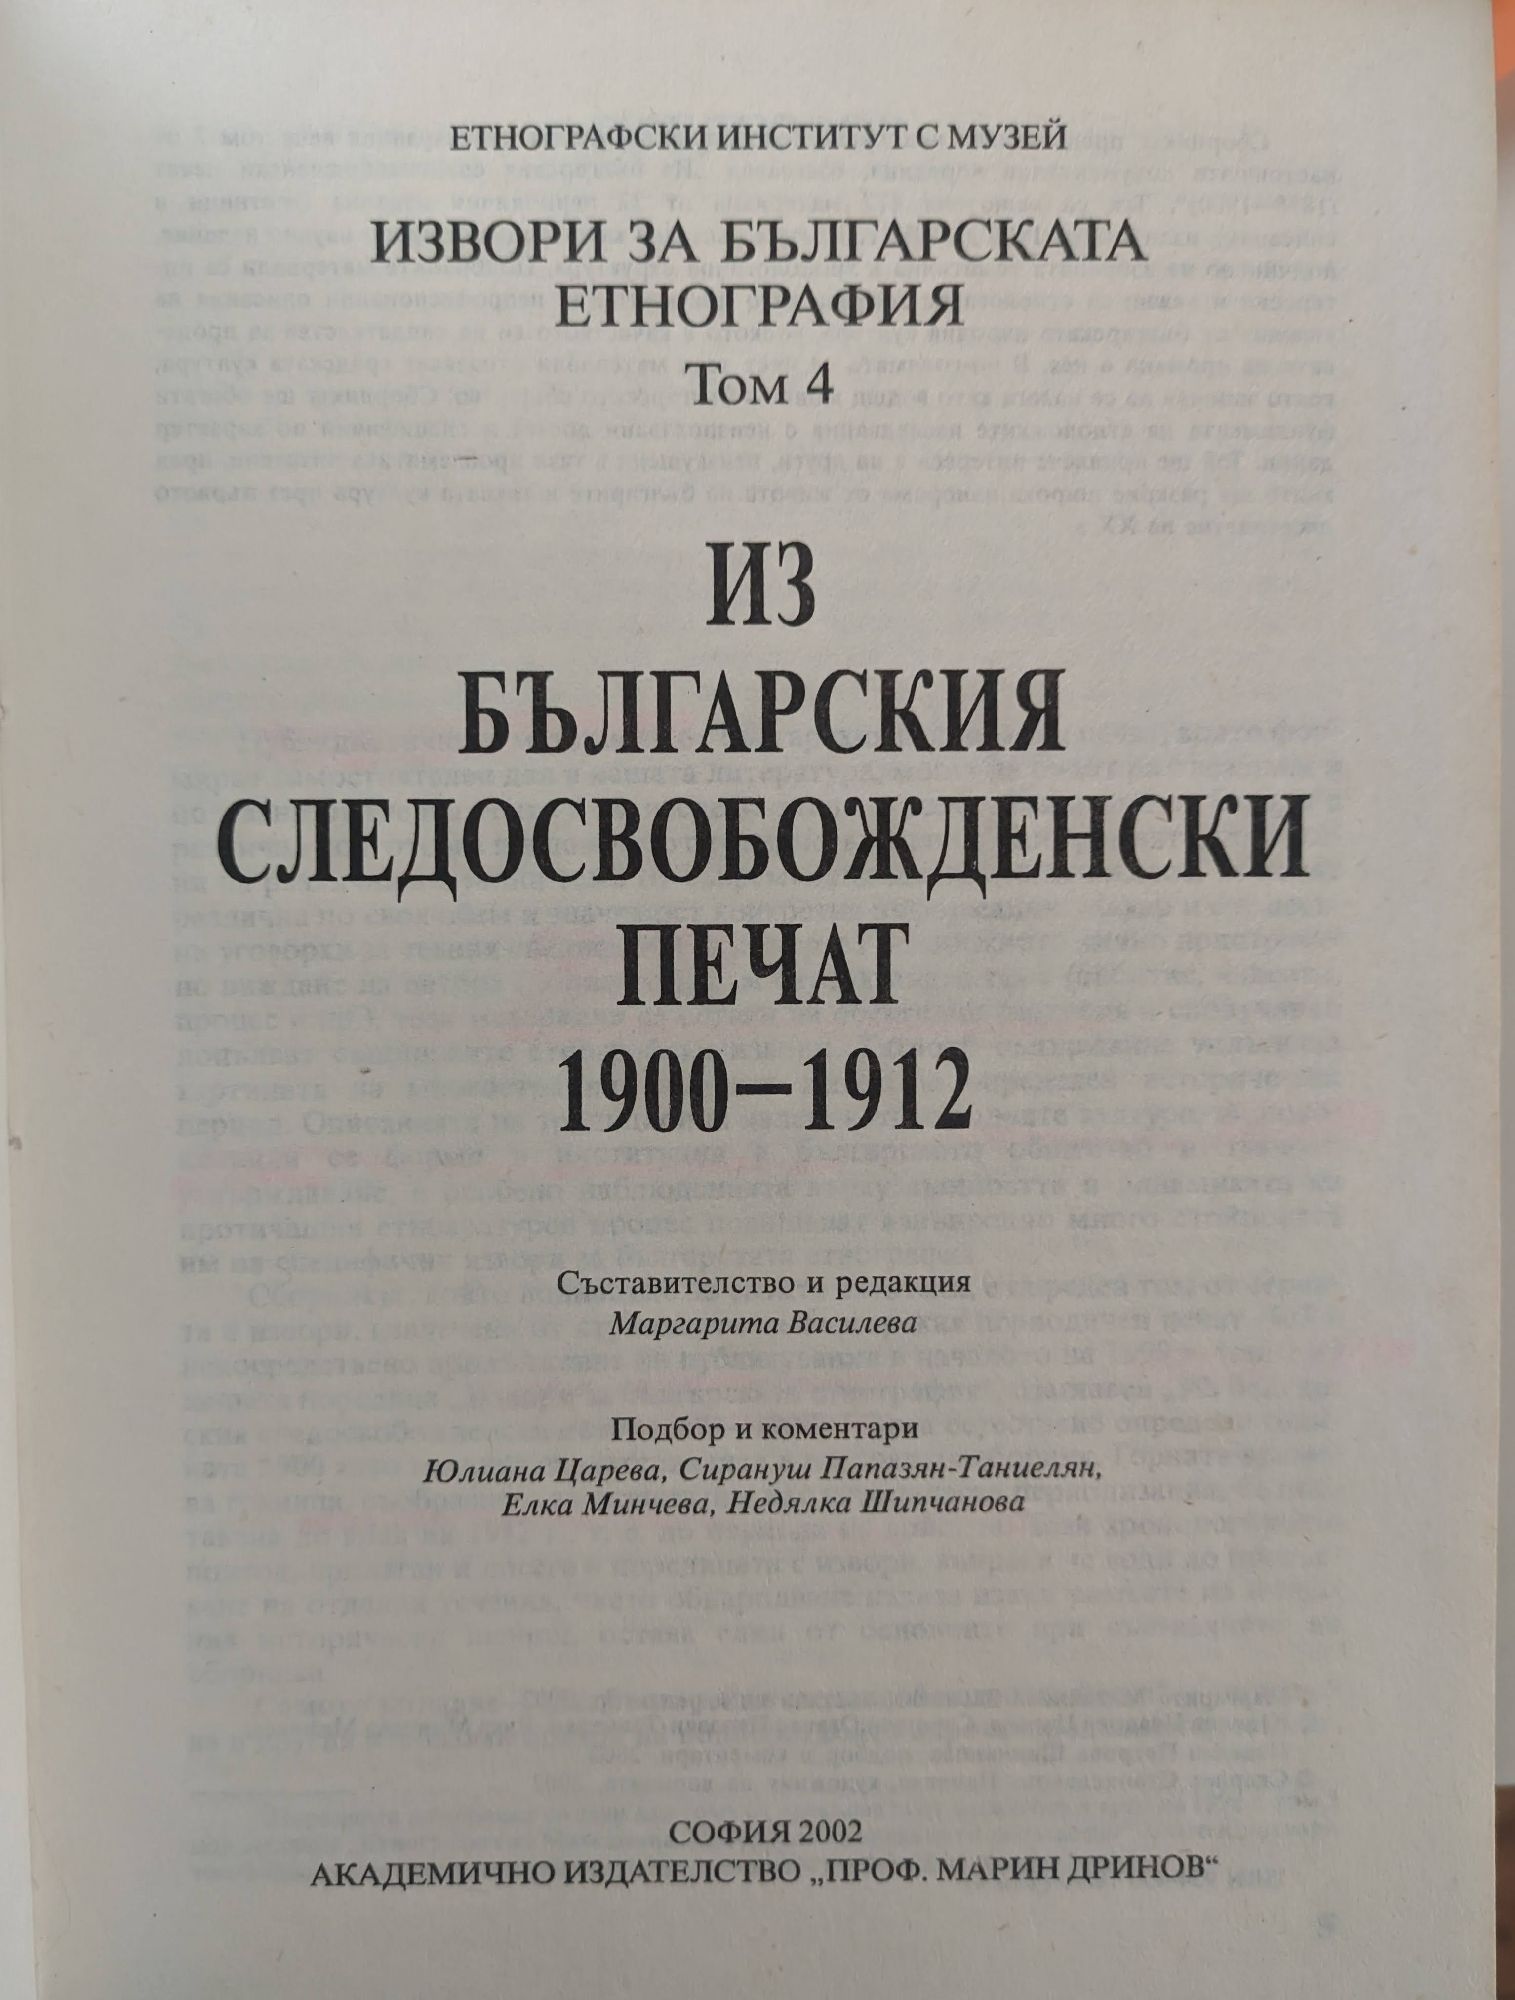 ЕТНОГРАФСКИ ИНСТИТУТ С МУЗЕЙ
ИЗВОРИ ЗА БЪЛГАРСКАТА
ЕТНОГРАФИЯ
Том 4
ИЗ
БЪЛГАРСКИЯ
СЛЕДОСВОБОЖДЕНСКИ
ПЕЧАТ
1900–1912
Съставителство и редакция
Маргарита Василева
Подбор и коментари
Юлиана Царева, Сирануш Папазян-Таниелян,
Елка Минчева, Недялка Шипчанова
СОФИЯ 2002
АКАДЕМИЧНО ИЗДАТЕЛСТВО „ПРОФ. МАРИН ДРИНОВ“